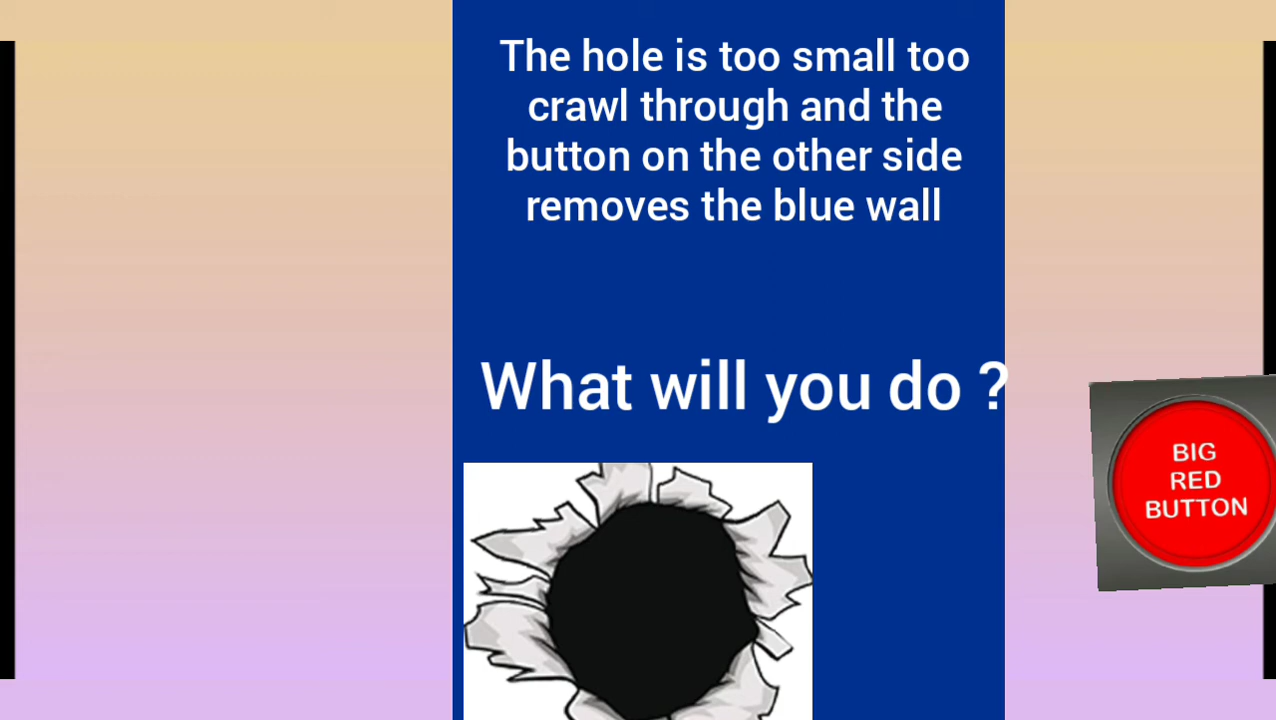 The hole is too small too
crawl through and the
button on the other side
removes the blue wall
What will you do ?
BIG
RED
BUTTON